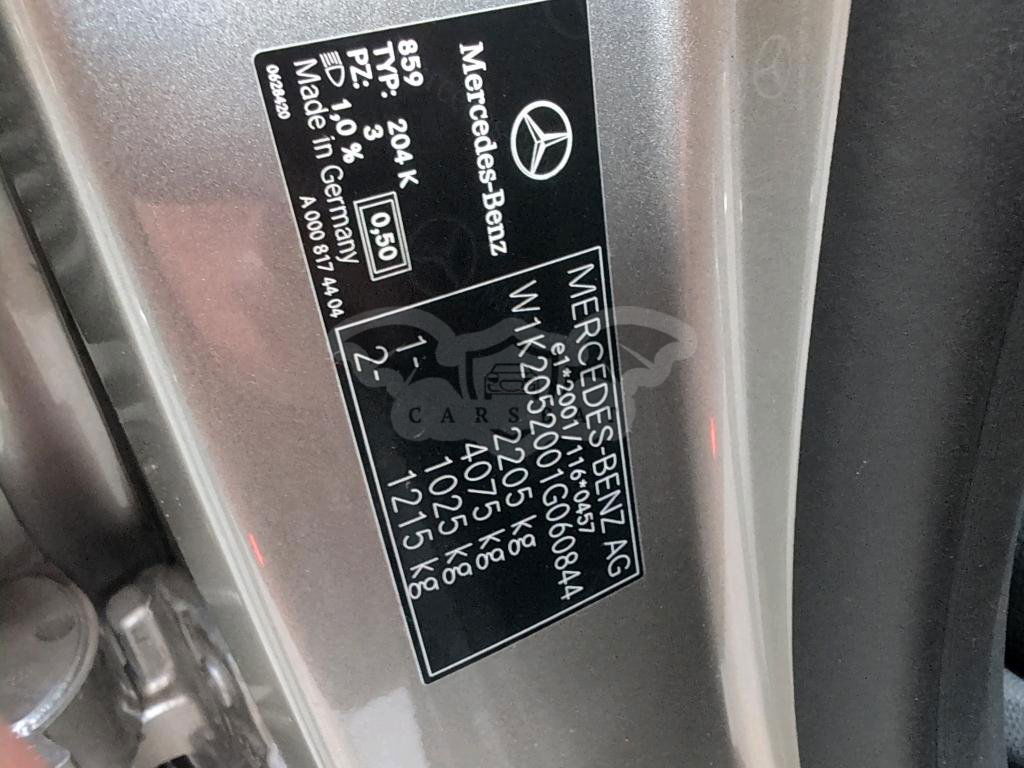 Mercedes-Benz
859
TYP: 204 K
PZ: 3
0,50
1,0 %
Made in Germany
0628420
A 000 817 44 04
MERCEDES-BENZ AG
e1*2001/116*0457
W1K2052001G060844
2205 kg
4075 kg
1- 1025 kg
2- 1215 kg
CARS